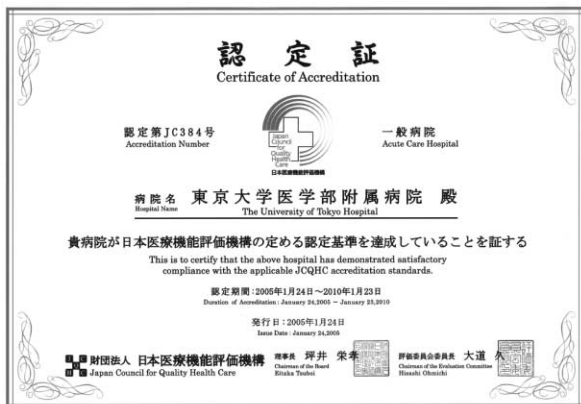 認定証
Certificate of Accreditation
認定第JC384号
Accreditation Number
Japan
Council
for
Quality
Health
Care
日本医療機能評価機構
一般病院
Acute Care Hospital
病院名 東京大学医学部附属病院 殿
Hospital Name The University of Tokyo Hospital
貴病院が日本医療機能評価機構の定める認定基準を達成していることを証する
This is to certify that the above hospital has demonstrated satisfactory
compliance with the applicable JCQHC accreditation standards.
認定期間:2005年1月24日〜2010年1月23日
Duration of Accreditation: January 24,2005 − January 23,2010
発行日:2005年1月24日
Issue Date: January 24,2005
財団法人 日本医療機能評価機構
Japan Council for Quality Health Care
理事長 坪井 栄孝
Chairman of the Board
Eitaka Tsuboi
評価委員会委員長 大道 久
Chairman of the Evaluation Committee
Hisashi Ohmichi